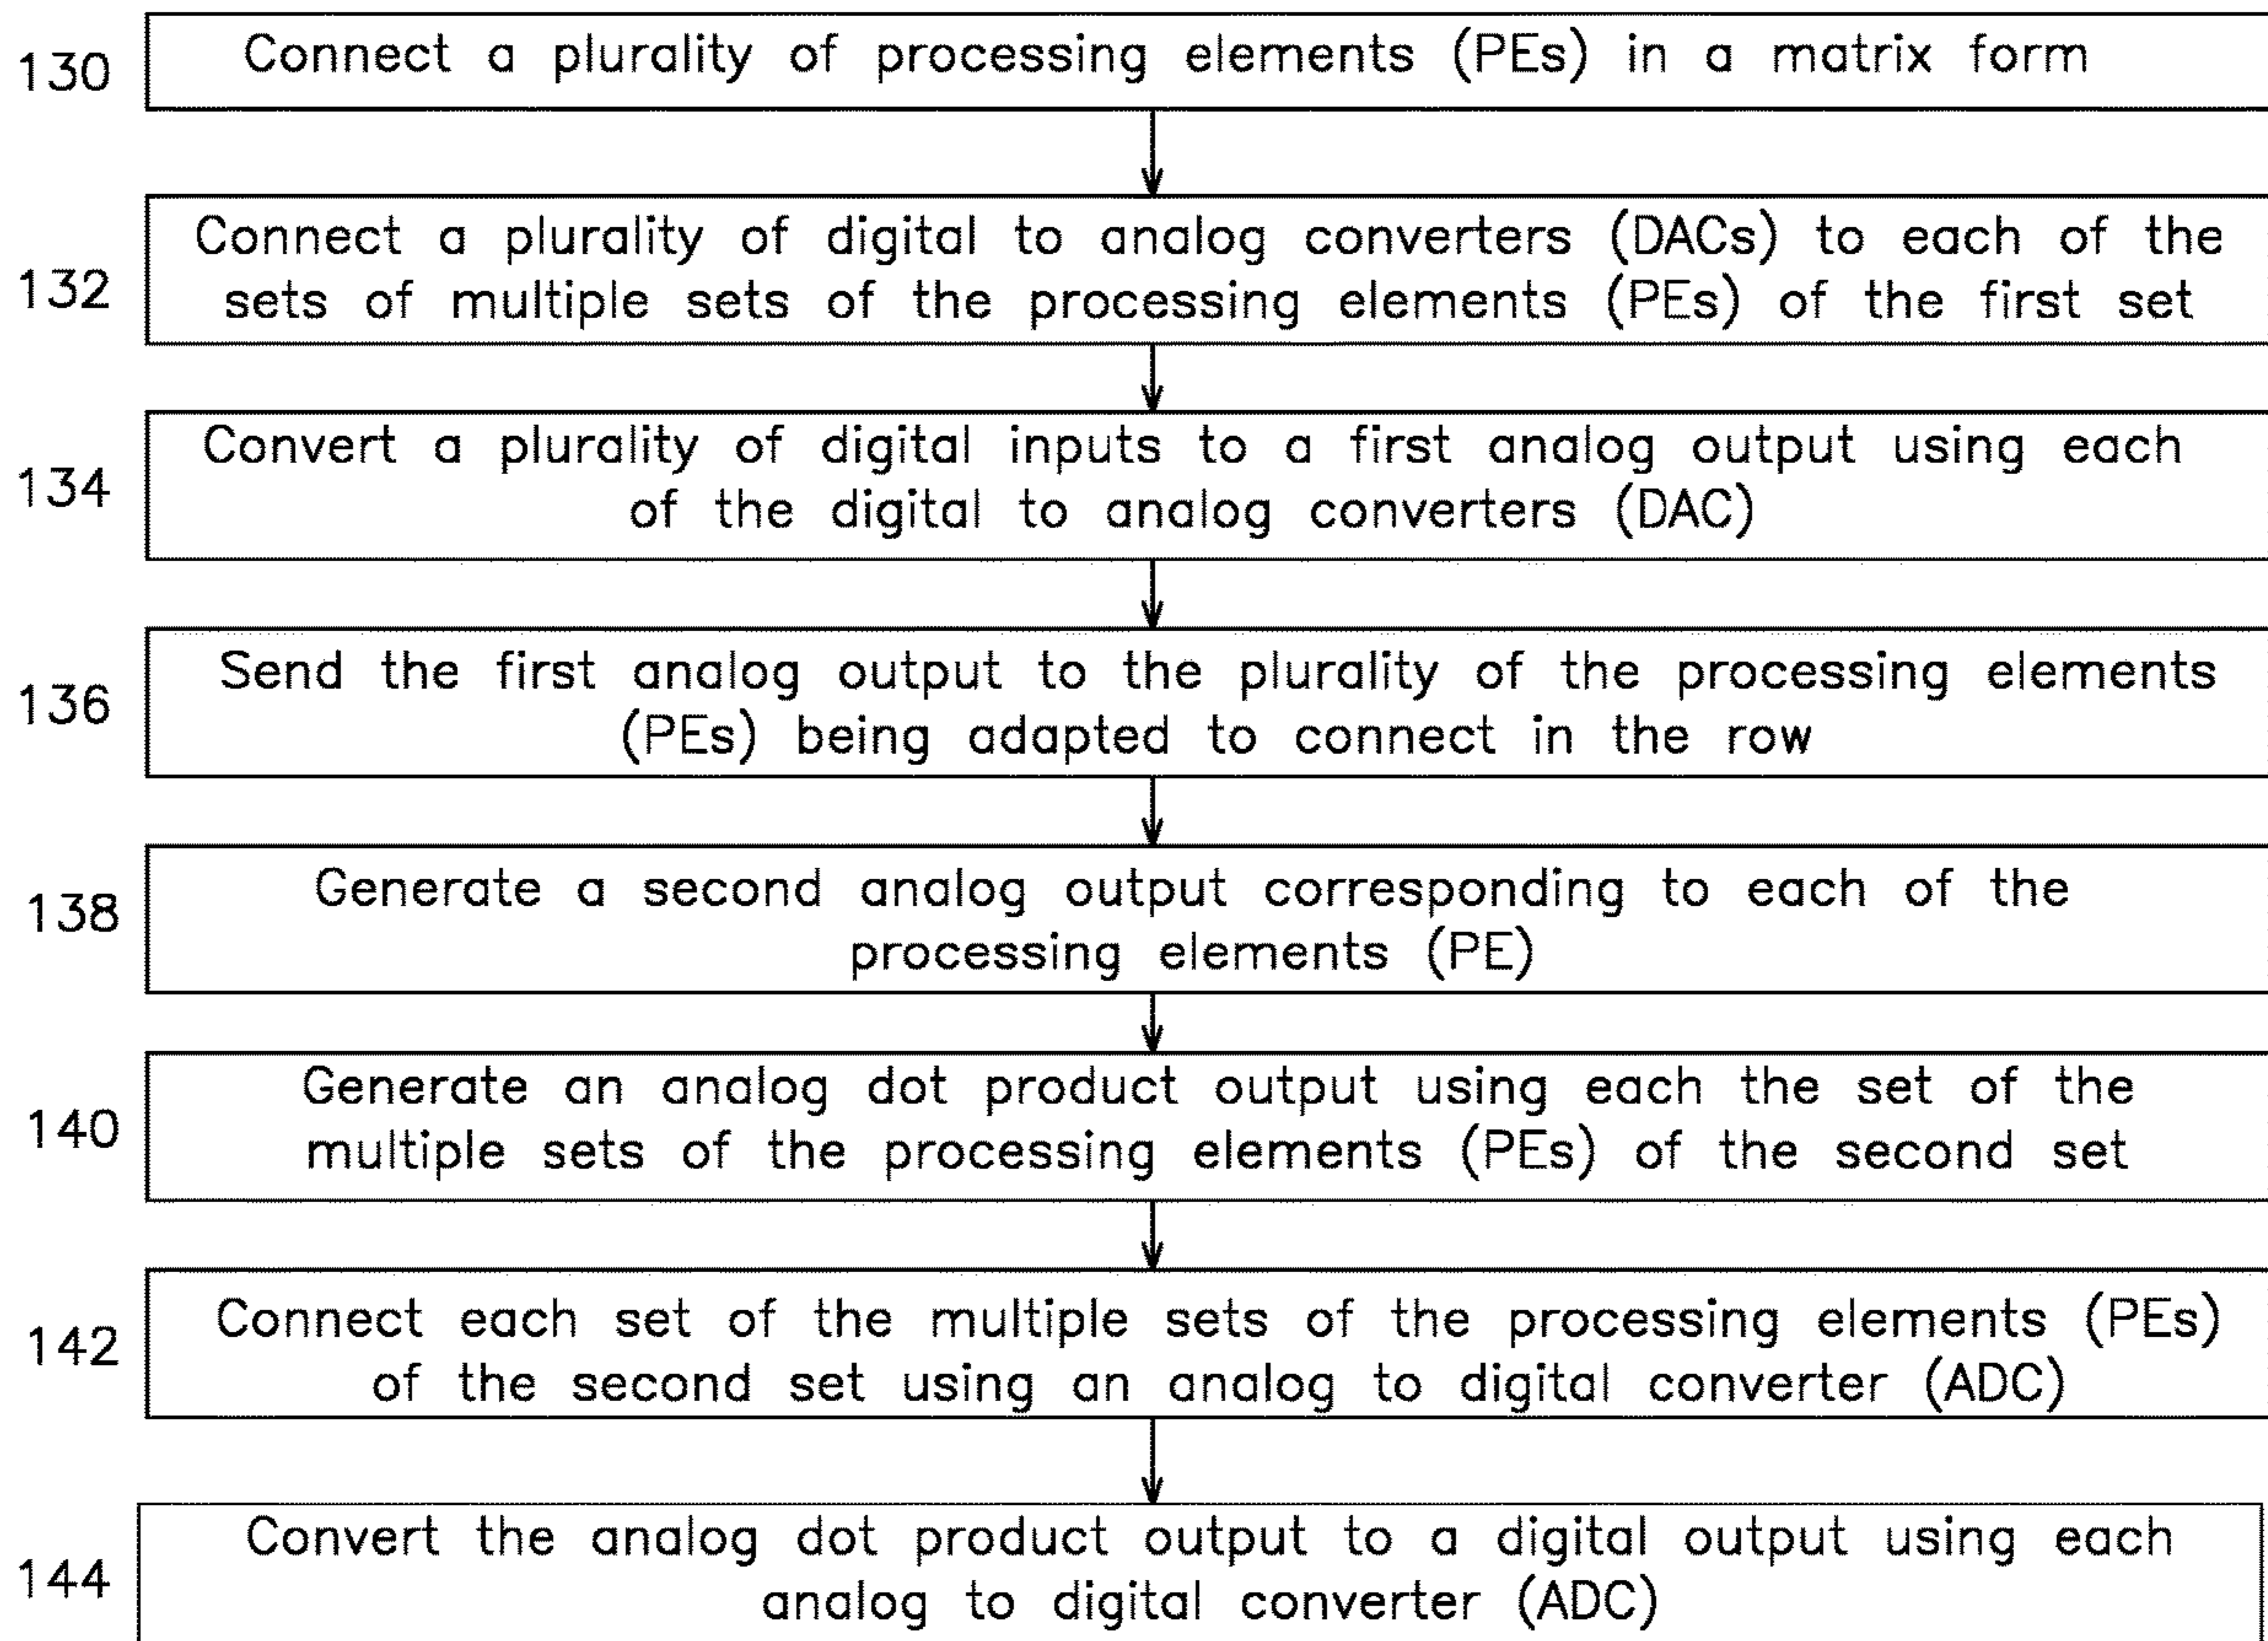 130
Connect a plurality of processing elements (PEs) in a matrix form
132
Connect a plurality of digital to analog converters (DACs) to each of the
sets of multiple sets of the processing elements (PEs) of the first set
134
Convert a plurality of digital inputs to a first analog output using each
of the digital to analog converters (DAC)
136
Send the first analog output to the plurality of the processing elements
(PEs) being adapted to connect in the row
138
Generate a second analog output corresponding to each of the
processing elements (PE)
140
Generate an analog dot product output using each the set of the
multiple sets of the processing elements (PEs) of the second set
142
Connect each set of the multiple sets of the processing elements (PEs)
of the second set using an analog to digital converter (ADC)
144
Convert the analog dot product output to a digital output using each
analog to digital converter (ADC)